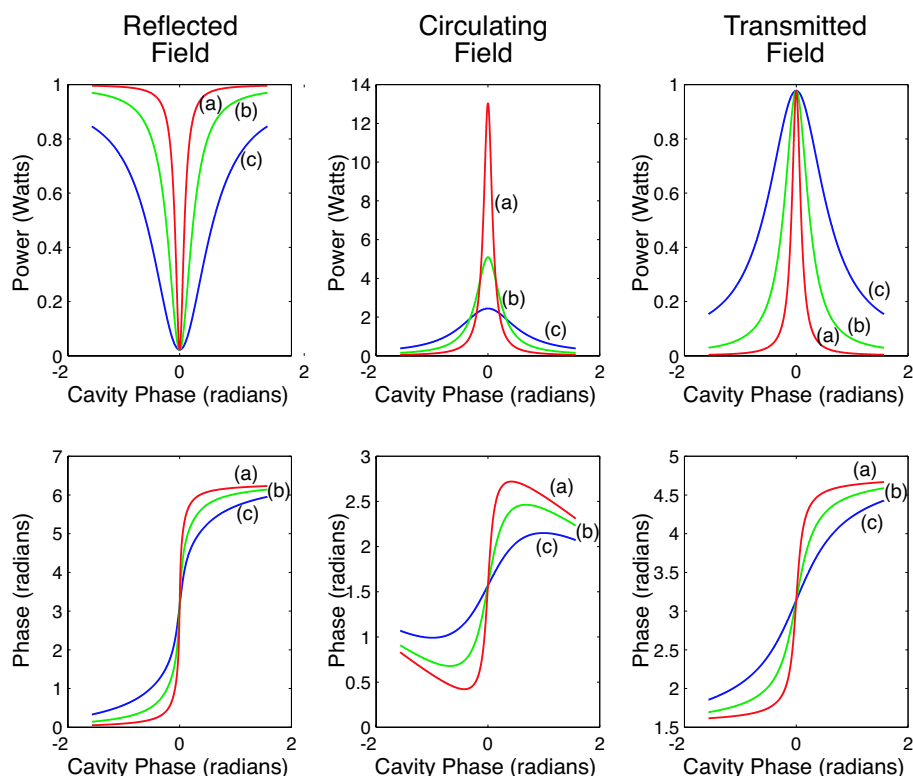 Reflected
Field
Circulating
Field
Transmitted
Field
Power (Watts)
1
0.8
0.6
0.4
0.2
0
-2
0
2
Cavity Phase (radians)
(a)
(b)
(c)
Power (Watts)
14
12
10
8
6
4
2
0
-2
0
2
Cavity Phase (radians)
(a)
(b)
(c)
Power (Watts)
1
0.8
0.6
0.4
0.2
0
-2
0
2
Cavity Phase (radians)
(c)
(a)
(b)
Phase (radians)
7
6
5
4
3
2
1
0
-2
0
2
Cavity Phase (radians)
(a)
(b)
(c)
Phase (radians)
3
2.5
2
1.5
1
0.5
0
-2
0
2
Cavity Phase (radians)
(a)
(b)
(c)
Phase (radians)
5
4.5
4
3.5
3
2.5
2
1.5
-2
0
2
Cavity Phase (radians)
(a)
(b)
(c)